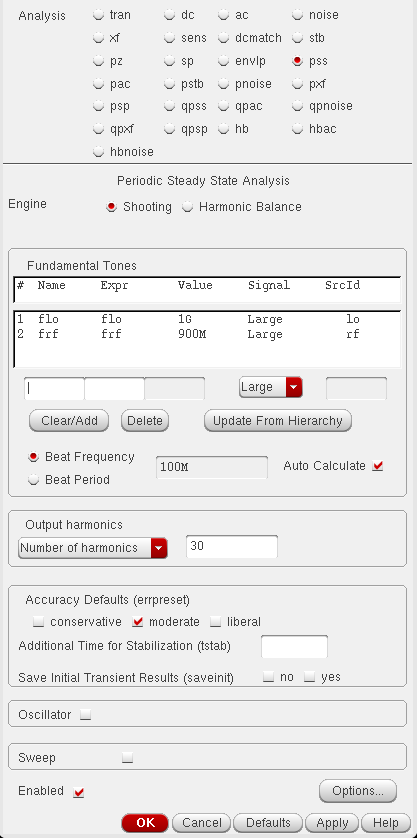 Analysis tran dc ac noise
xf sens dcmatch stb
pz sp envlp pss
pac pstb pnoise pxf
psp qpss qpac qpnoise
qpxf qpsp hb hbac
hbnoise
Periodic Steady State Analysis
Engine Shooting Harmonic Balance
Fundamental Tones
# Name Expr Value Signal SrcId
1 flo flo 1G Large lo
2 frf frf 900M Large rf
Large
Clear/Add Delete Update From Hierarchy
Beat Frequency 100M Auto Calculate
Beat Period
Output harmonics
Number of harmonics 30
Accuracy Defaults (errpreset)
conservative moderate liberal
Additional Time for Stabilization (tstab)
Save Initial Transient Results (saveinit) no yes
Oscillator
Sweep
Enabled Options...
OK Cancel Defaults Apply Help